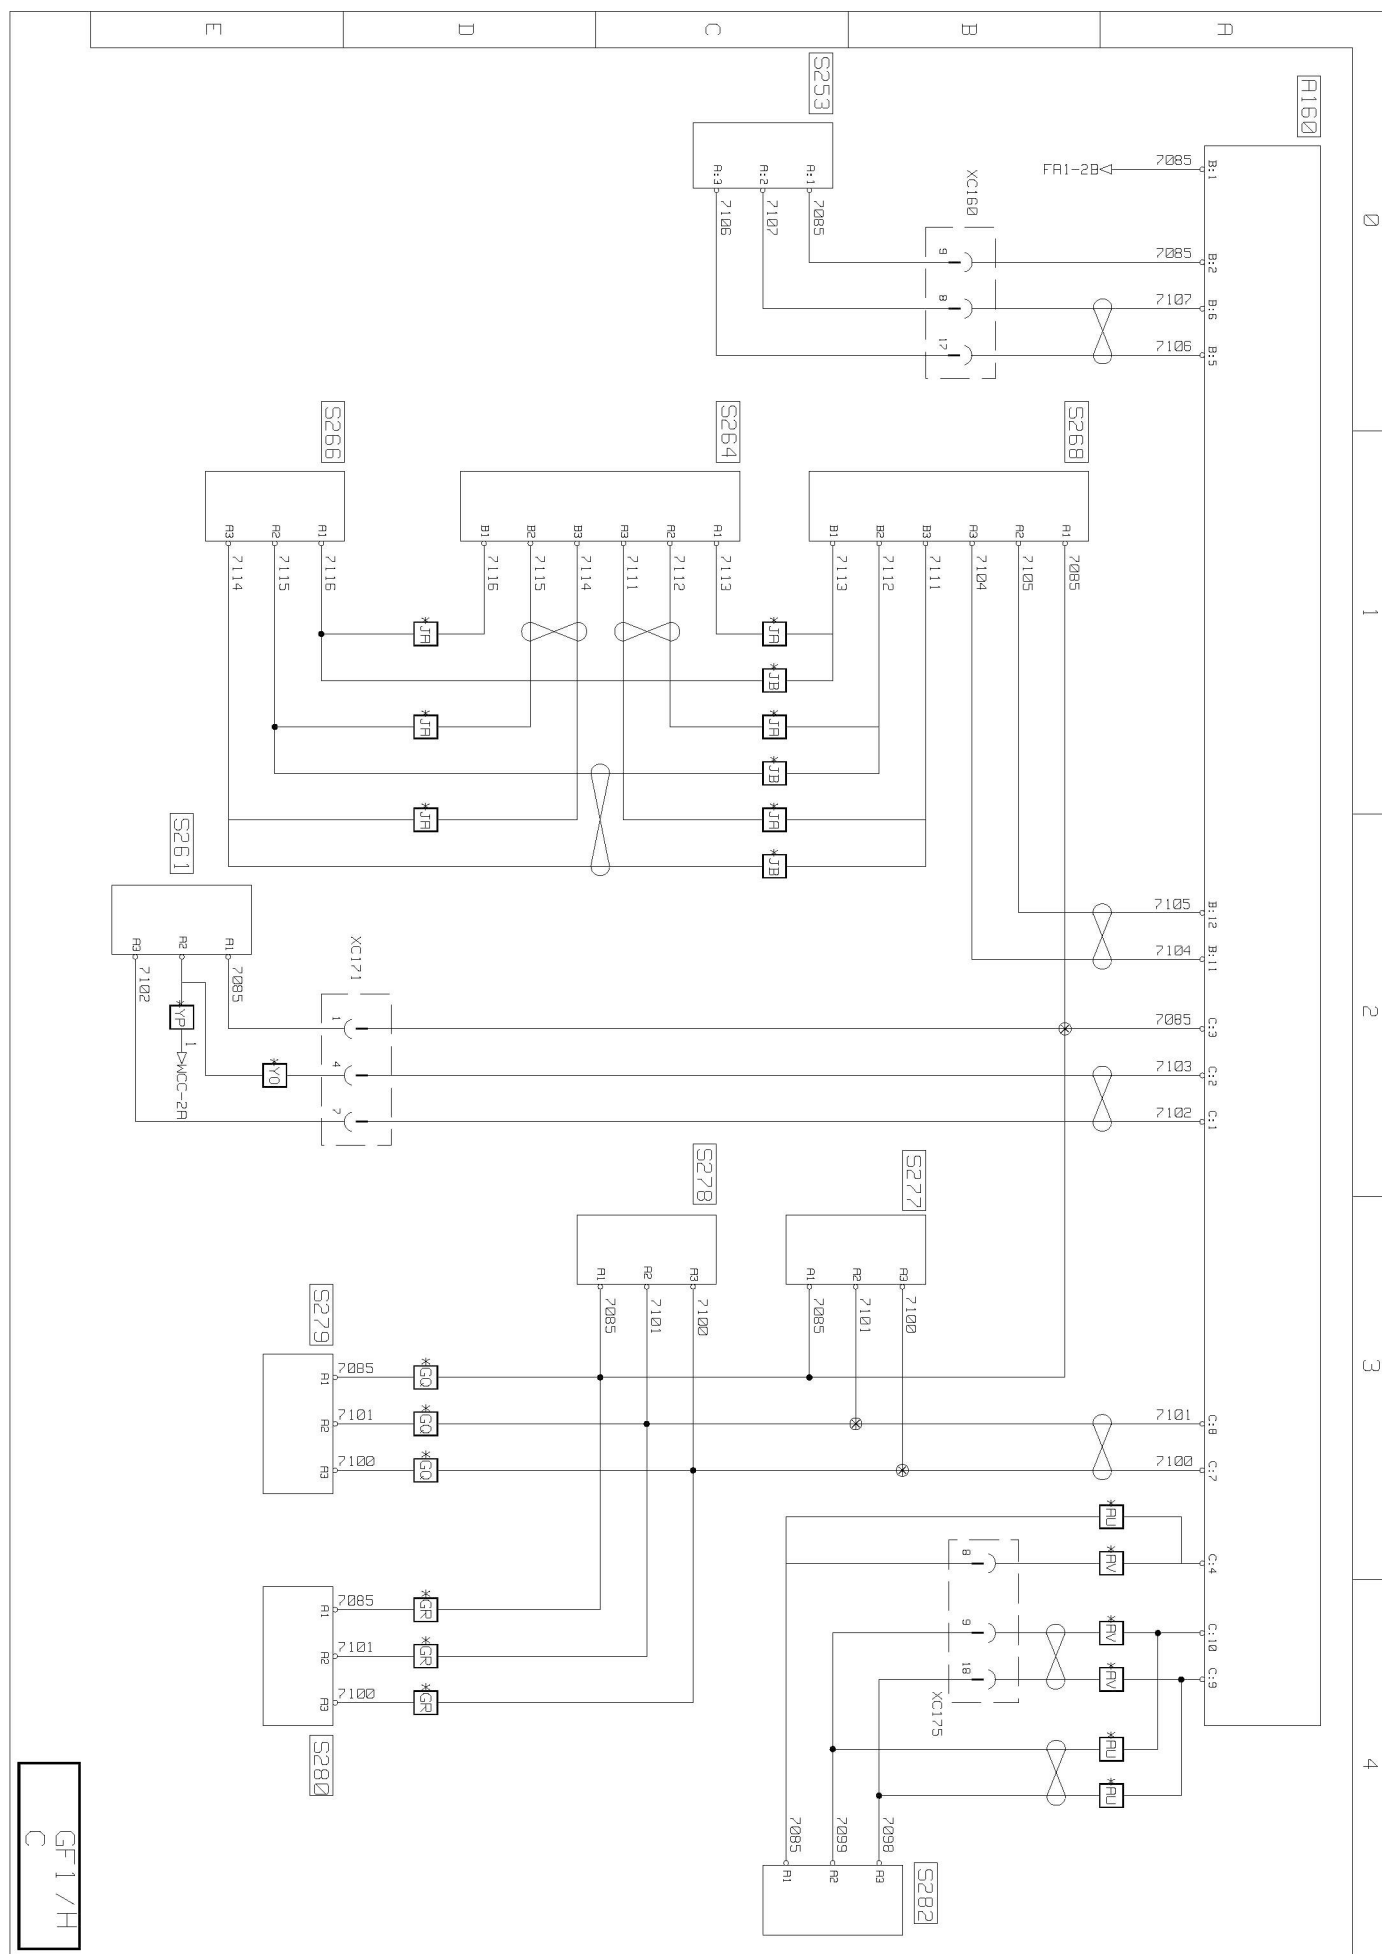 E
D
C
B
A
0
1
2
3
4
A160
B:1
7085
FA1-2B
B:2
7085
B:6
7107
B:5
7106
B:12
7105
B:11
7104
C:3
7085
C:2
7103
C:1
7102
C:8
7101
C:7
7100
C:4
C:10
C:9
S253
A:1
A:2
A:3
7085
7107
7106
XC160
9
8
17
S268
A1
A2
A3
B3
B2
B1
7085
7105
7104
7111
7112
7113
S264
A1
A2
A3
B3
B2
B1
7113
7112
7111
7114
7115
7116
S266
A1
A2
A3
7116
7115
7114
*JA
*JA
*JB
*JA
*JA
*JB
*JA
*JA
*JB
S261
A1
A2
A3
7085
7102
*YP
1
WCC-2A
*YO
XC171
1
4
7
S277
A3
A2
A1
7100
7101
7085
S278
A3
A2
A1
7100
7101
7085
S279
A1
A2
A3
7085
7101
7100
*GQ
*GQ
*GQ
S280
A1
A2
A3
7085
7101
7100
*GR
*GR
*GR
*AU
*AV
*AV
*AV
*AU
*AU
XC175
8
9
18
S282
A3
A2
A1
7098
7099
7085
GF1/H
C